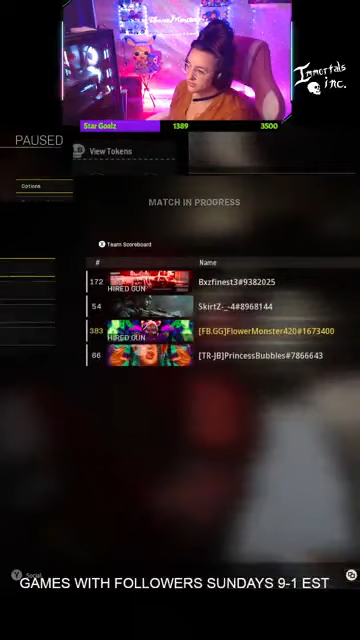 Immortals
inc.
Star Goalz 1389 3500
PAUSED
View Tokens
Options
MATCH IN PROGRESS
X Team Scoreboard
# Name
172 HIRED GUN Bxzfinest3#9382025
54 SkirtZ-_-4#8968144
383 HIRED GUN [FB.GG]FlowerMonster420#1673400
66 [TR-JB]PrincessBubbles#7866643
Y Social
GAMES WITH FOLLOWERS SUNDAYS 9-1 EST